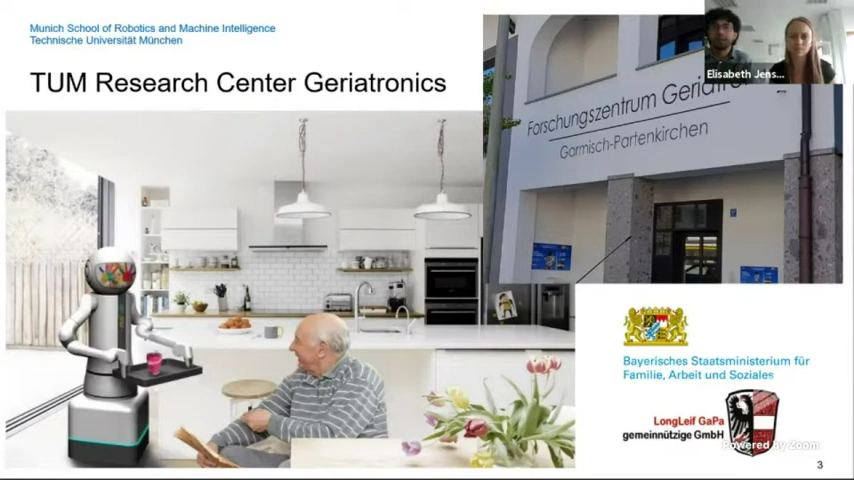 Munich School of Robotics and Machine Intelligence
Technische Universität München
TUM Research Center Geriatronics
Elisabeth Jens...
Forschungszentrum
Garmisch-Partenkirchen
Bayerisches Staatsministerium für
Familie, Arbeit und Soziales
LongLeif GaPa
gemeinnützige GmbH
Powered by Zoom
3